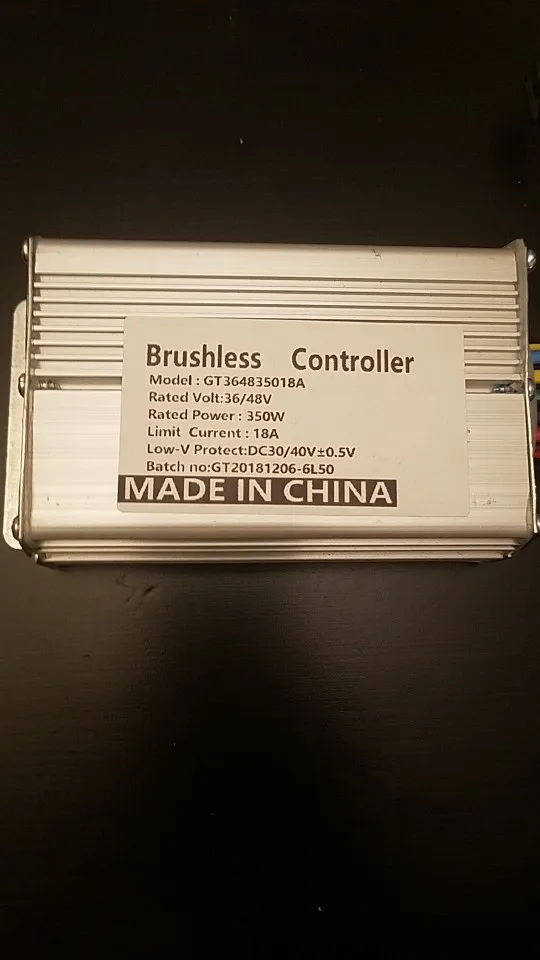 Brushless Controller
Model : GT364835018A
Rated Volt:36/48V
Rated Power : 350W
Limit Current : 18A
Low-V Protect:DC30/40V±0.5V
Batch no:GT20181206-6L50
MADE IN CHINA